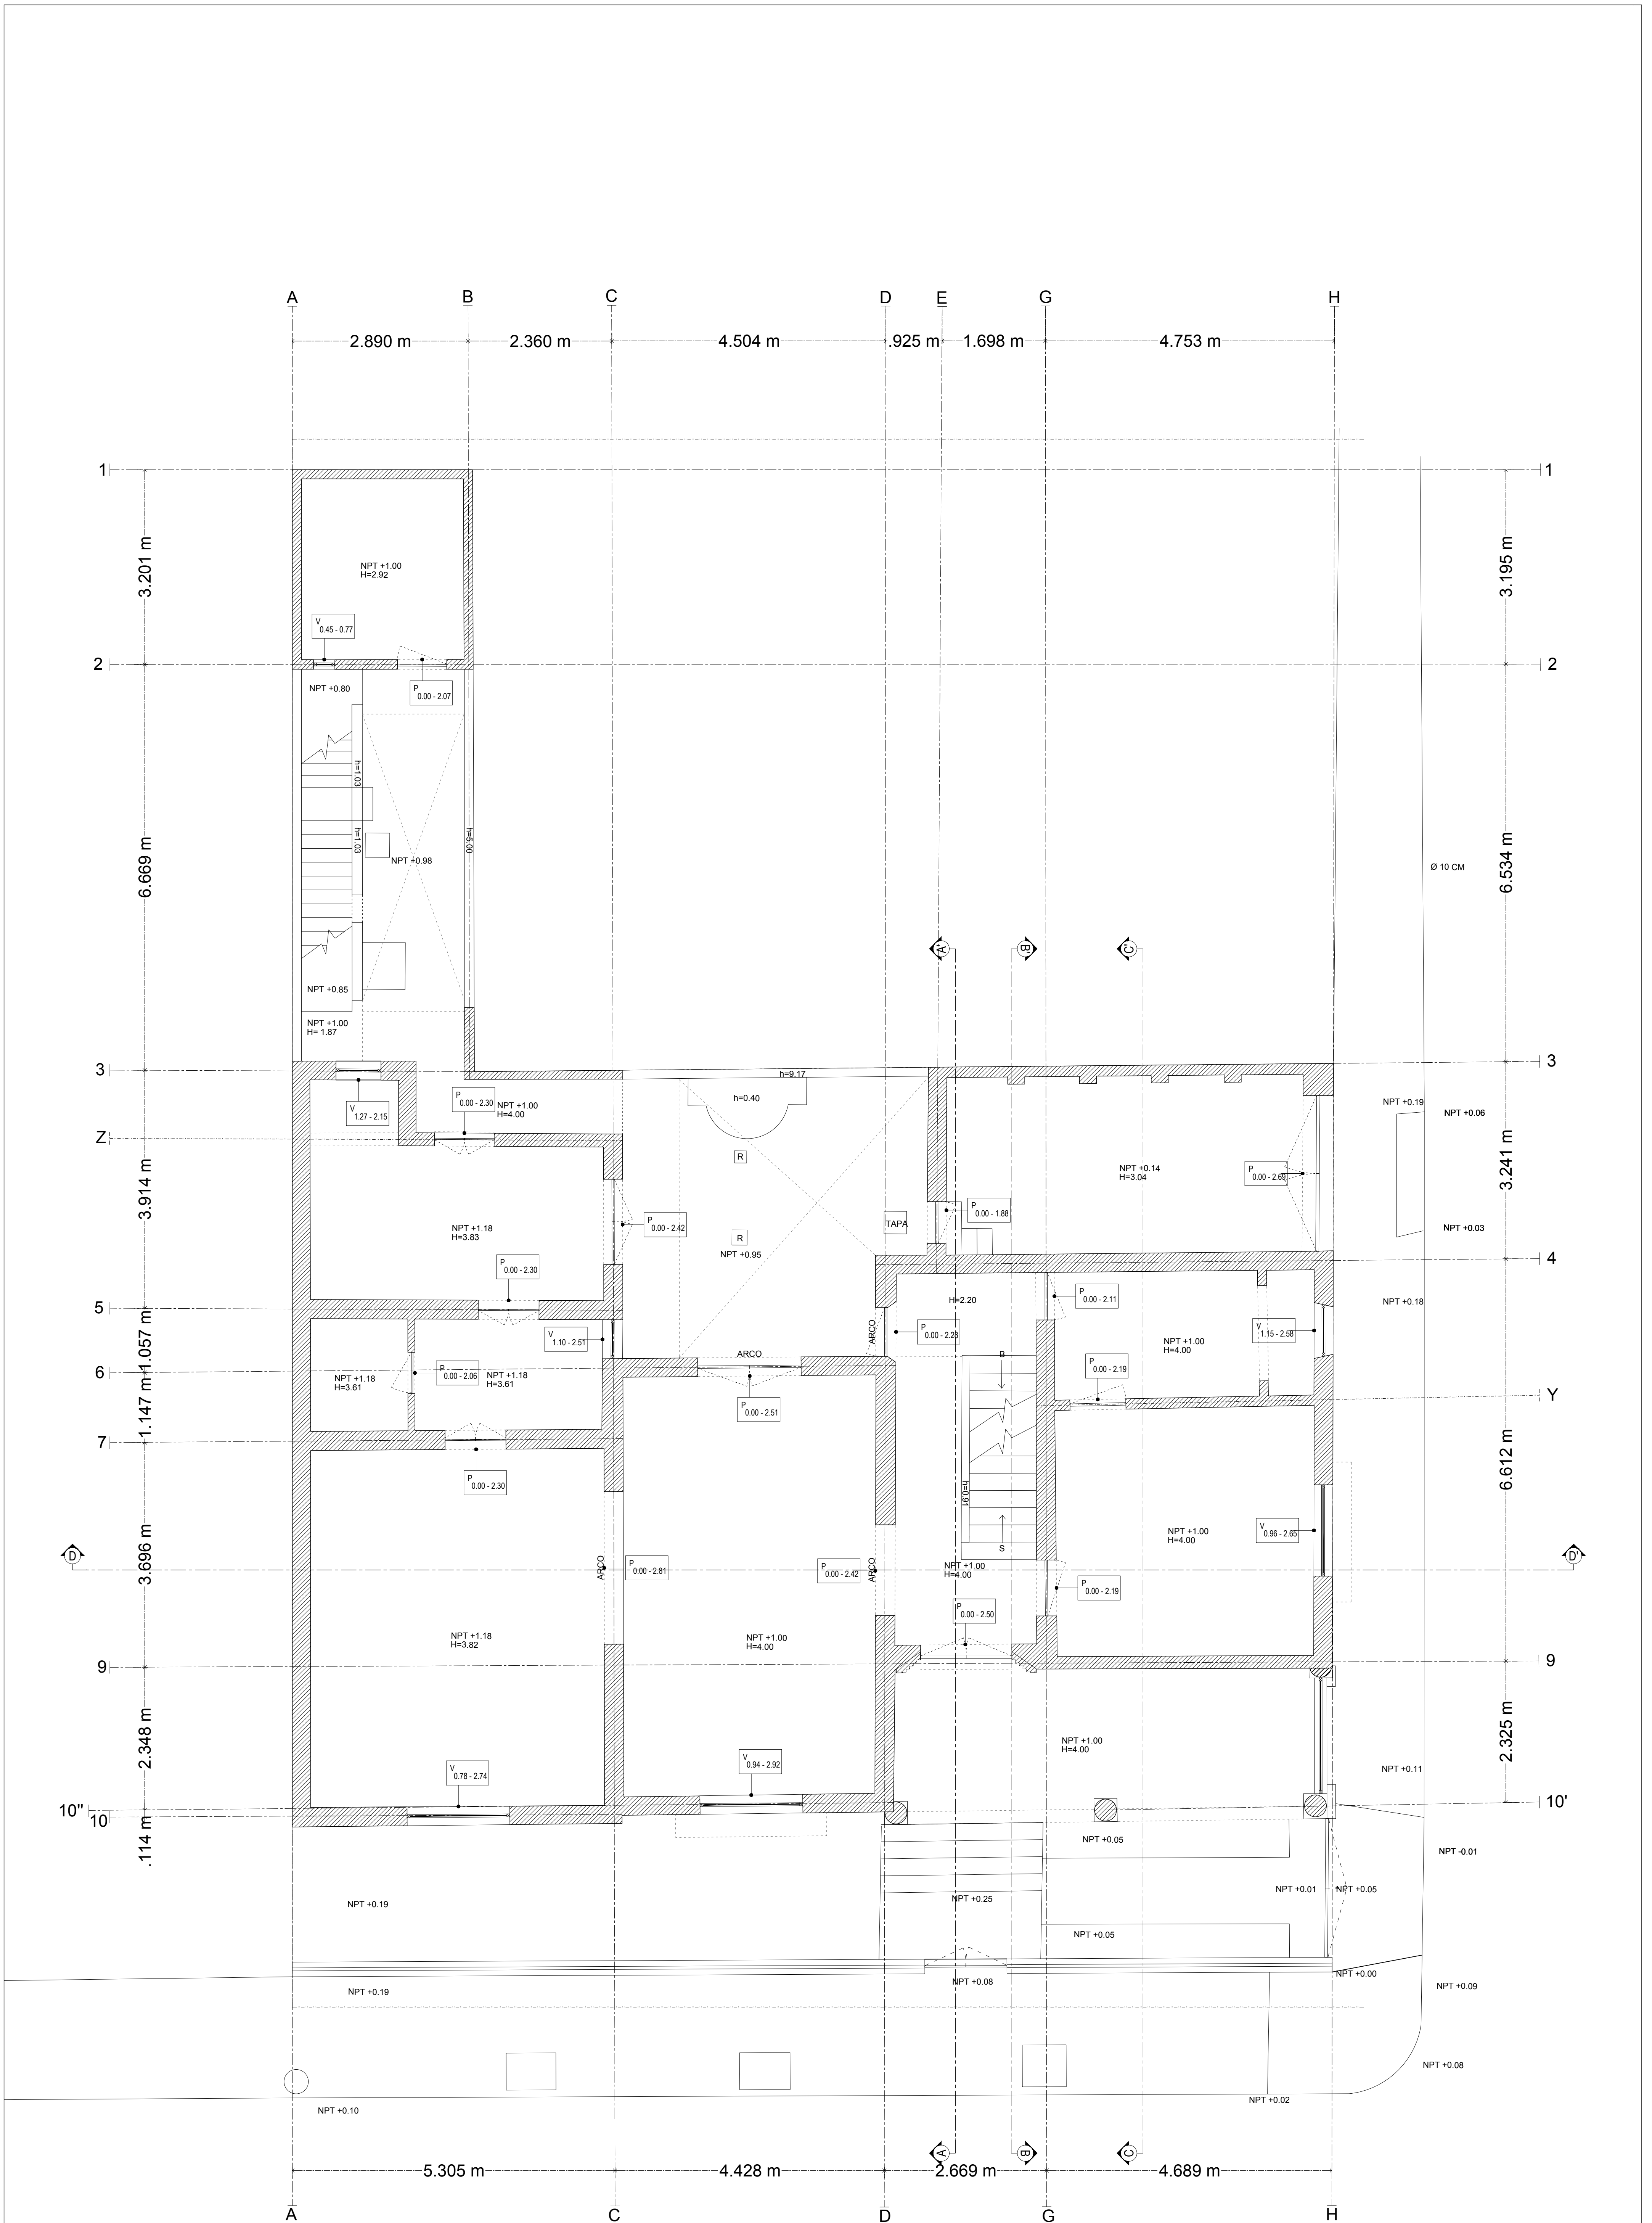 A B C D E G H
2.890 m 2.360 m 4.504 m .925 m 1.698 m 4.753 m
1 1
3.201 m 3.195 m
NPT +1.00
H=2.92
V
0.45 - 0.77
2 2
NPT +0.80
P
0.00 - 2.07
h=1.03
h=1.03
h=5.00
NPT +0.98
6.669 m 6.534 m
Ø 10 CM
A' B' C'
NPT +0.85
NPT +1.00
H= 1.87
3 3
h=9.17
h=0.40
V
1.27 - 2.15
P
0.00 - 2.30
NPT +1.00
H=4.00
NPT +0.19
NPT +0.06
Z
R
3.914 m 3.241 m
NPT +0.14
H=3.04
P
0.00 - 2.69
P
0.00 - 1.88
P
0.00 - 2.42
TAPA
NPT +1.18
H=3.83
R
NPT +0.95
NPT +0.03
4
P
0.00 - 2.30
H=2.20
P
0.00 - 2.11
NPT +0.18
5
1.057 m
V
1.10 - 2.51
ARCO
P
0.00 - 2.28
V
1.15 - 2.58
NPT +1.00
H=4.00
ARCO
B
P
0.00 - 2.19
6
P
0.00 - 2.06
NPT +1.18
H=3.61
NPT +1.18
H=3.61
Y
1.147 m
P
0.00 - 2.51
7
P
0.00 - 2.30
6.612 m
h=0.91
3.696 m
NPT +1.00
H=4.00
V
0.96 - 2.65
S
D D'
ARCO
P
0.00 - 2.81
P
0.00 - 2.42
ARCO
NPT +1.00
H=4.00
P
0.00 - 2.19
P
0.00 - 2.50
NPT +1.18
H=3.82
NPT +1.00
H=4.00
9 9
2.348 m 2.325 m
NPT +1.00
H=4.00
V
0.78 - 2.74
V
0.94 - 2.92
NPT +0.11
10" 10'
10
.114 m
NPT +0.05
NPT -0.01
NPT +0.19
NPT +0.25
NPT +0.01
NPT +0.05
NPT +0.05
NPT +0.00
NPT +0.19
NPT +0.08
NPT +0.09
NPT +0.08
NPT +0.02
NPT +0.10
A B C
5.305 m 4.428 m 2.669 m 4.689 m
A C D G H